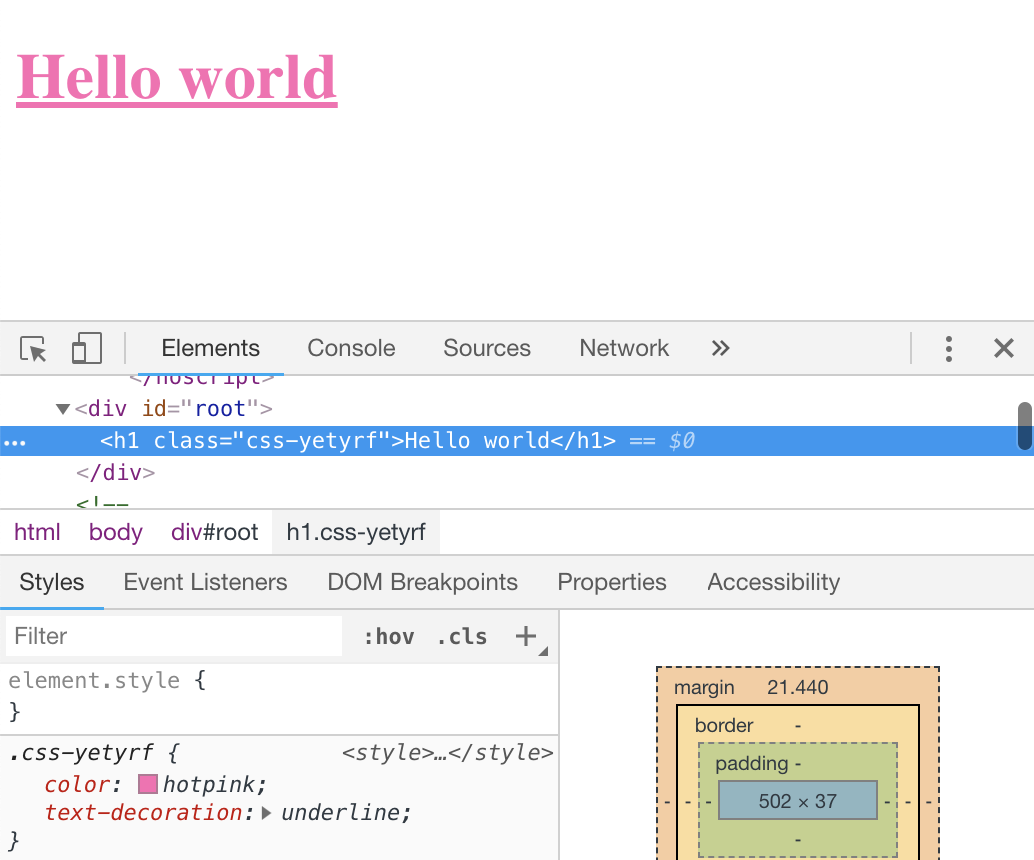 Hello world
Elements Console Sources Network »
</noscript>
▼<div id="root">
… <h1 class="css-yetyrf">Hello world</h1> == $0
</div>
<!--
html body div#root h1.css-yetyrf
Styles Event Listeners DOM Breakpoints Properties Accessibility
Filter :hov .cls +
element.style {
}
.css-yetyrf { <style>…</style>
color: hotpink;
text-decoration:▶ underline;
}
margin 21.440
border -
padding -
- - - 502 × 37 - - -
-